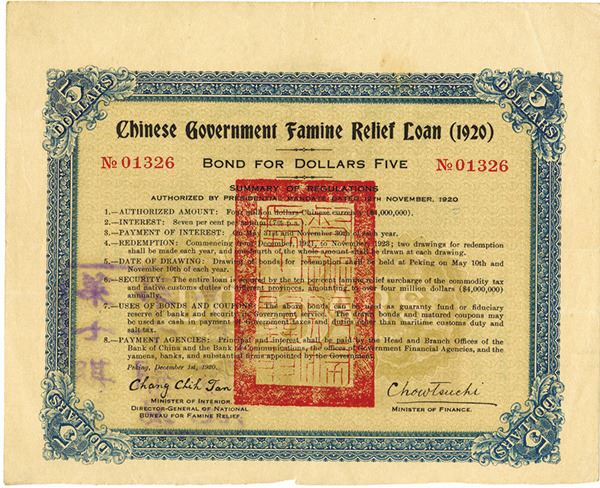 5 DOLLARS
5 DOLLARS
Chinese Government Famine Relief Loan (1920)
BOND FOR DOLLARS FIVE
No 01326
No 01326
SUMMARY OF REGULATIONS
AUTHORIZED BY PRESIDENTIAL MANDATE DATED 12TH NOVEMBER, 1920
1.—AUTHORIZED AMOUNT: Four million dollars Chinese currency ($4,000,000).
2.—INTEREST: Seven per cent per annum (7% p.a.
3.—PAYMENT OF INTEREST: On May 31st and November 30th of each year.
4.—REDEMPTION: Commencing from December, to November, 1923; two drawings for redemption
shall be made each year, and of the whole amount shall be drawn at each drawing.
5.—DATE OF DRAWING: Drawing of bonds for redemption shall be held at Peking on May 10th and
November 10th of each year.
6.—SECURITY: The entire loan is secured by the ten percent famine relief surcharge of the commodity tax
and native customs dues of different provinces, amounting to over four million dollars ($4,000,000)
annually.
7.—USES OF BONDS AND COUPONS: The above bonds can be used as guaranty fund or fiduciary
reserve of banks and security for Government service. The drawn bonds and matured coupons may
be used as cash in payment of Government taxes and duties other than maritime customs duty and
salt tax.
8.—PAYMENT AGENCIES: Principal and interest shall be paid by the Head and Branch Offices of the
Bank of China and the Bank of Communications, the offices of Government Financial Agencies, and the
yamens, banks, and substantial firms appointed by the Government.
Peking, December 1st, 1920.
Chang Chih Tan
Chowtsuchi
MINISTER OF INTERIOR
DIRECTOR-GENERAL OF NATIONAL
BUREAU FOR FAMINE RELIEF.
MINISTER OF FINANCE.
5 DOLLARS
5 DOLLARS